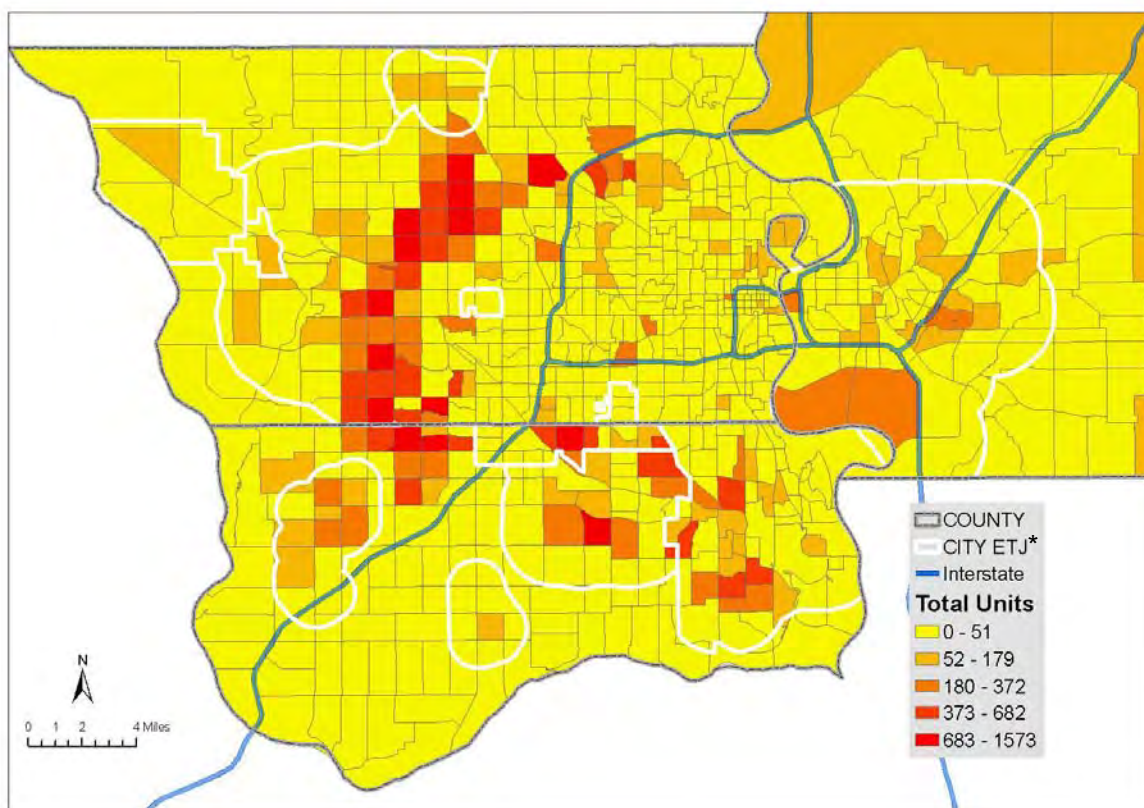 COUNTY
CITY ETJ*
Interstate
Total Units
0 - 51
52 - 179
180 - 372
373 - 682
683 - 1573
N
0 1 2 4 Miles